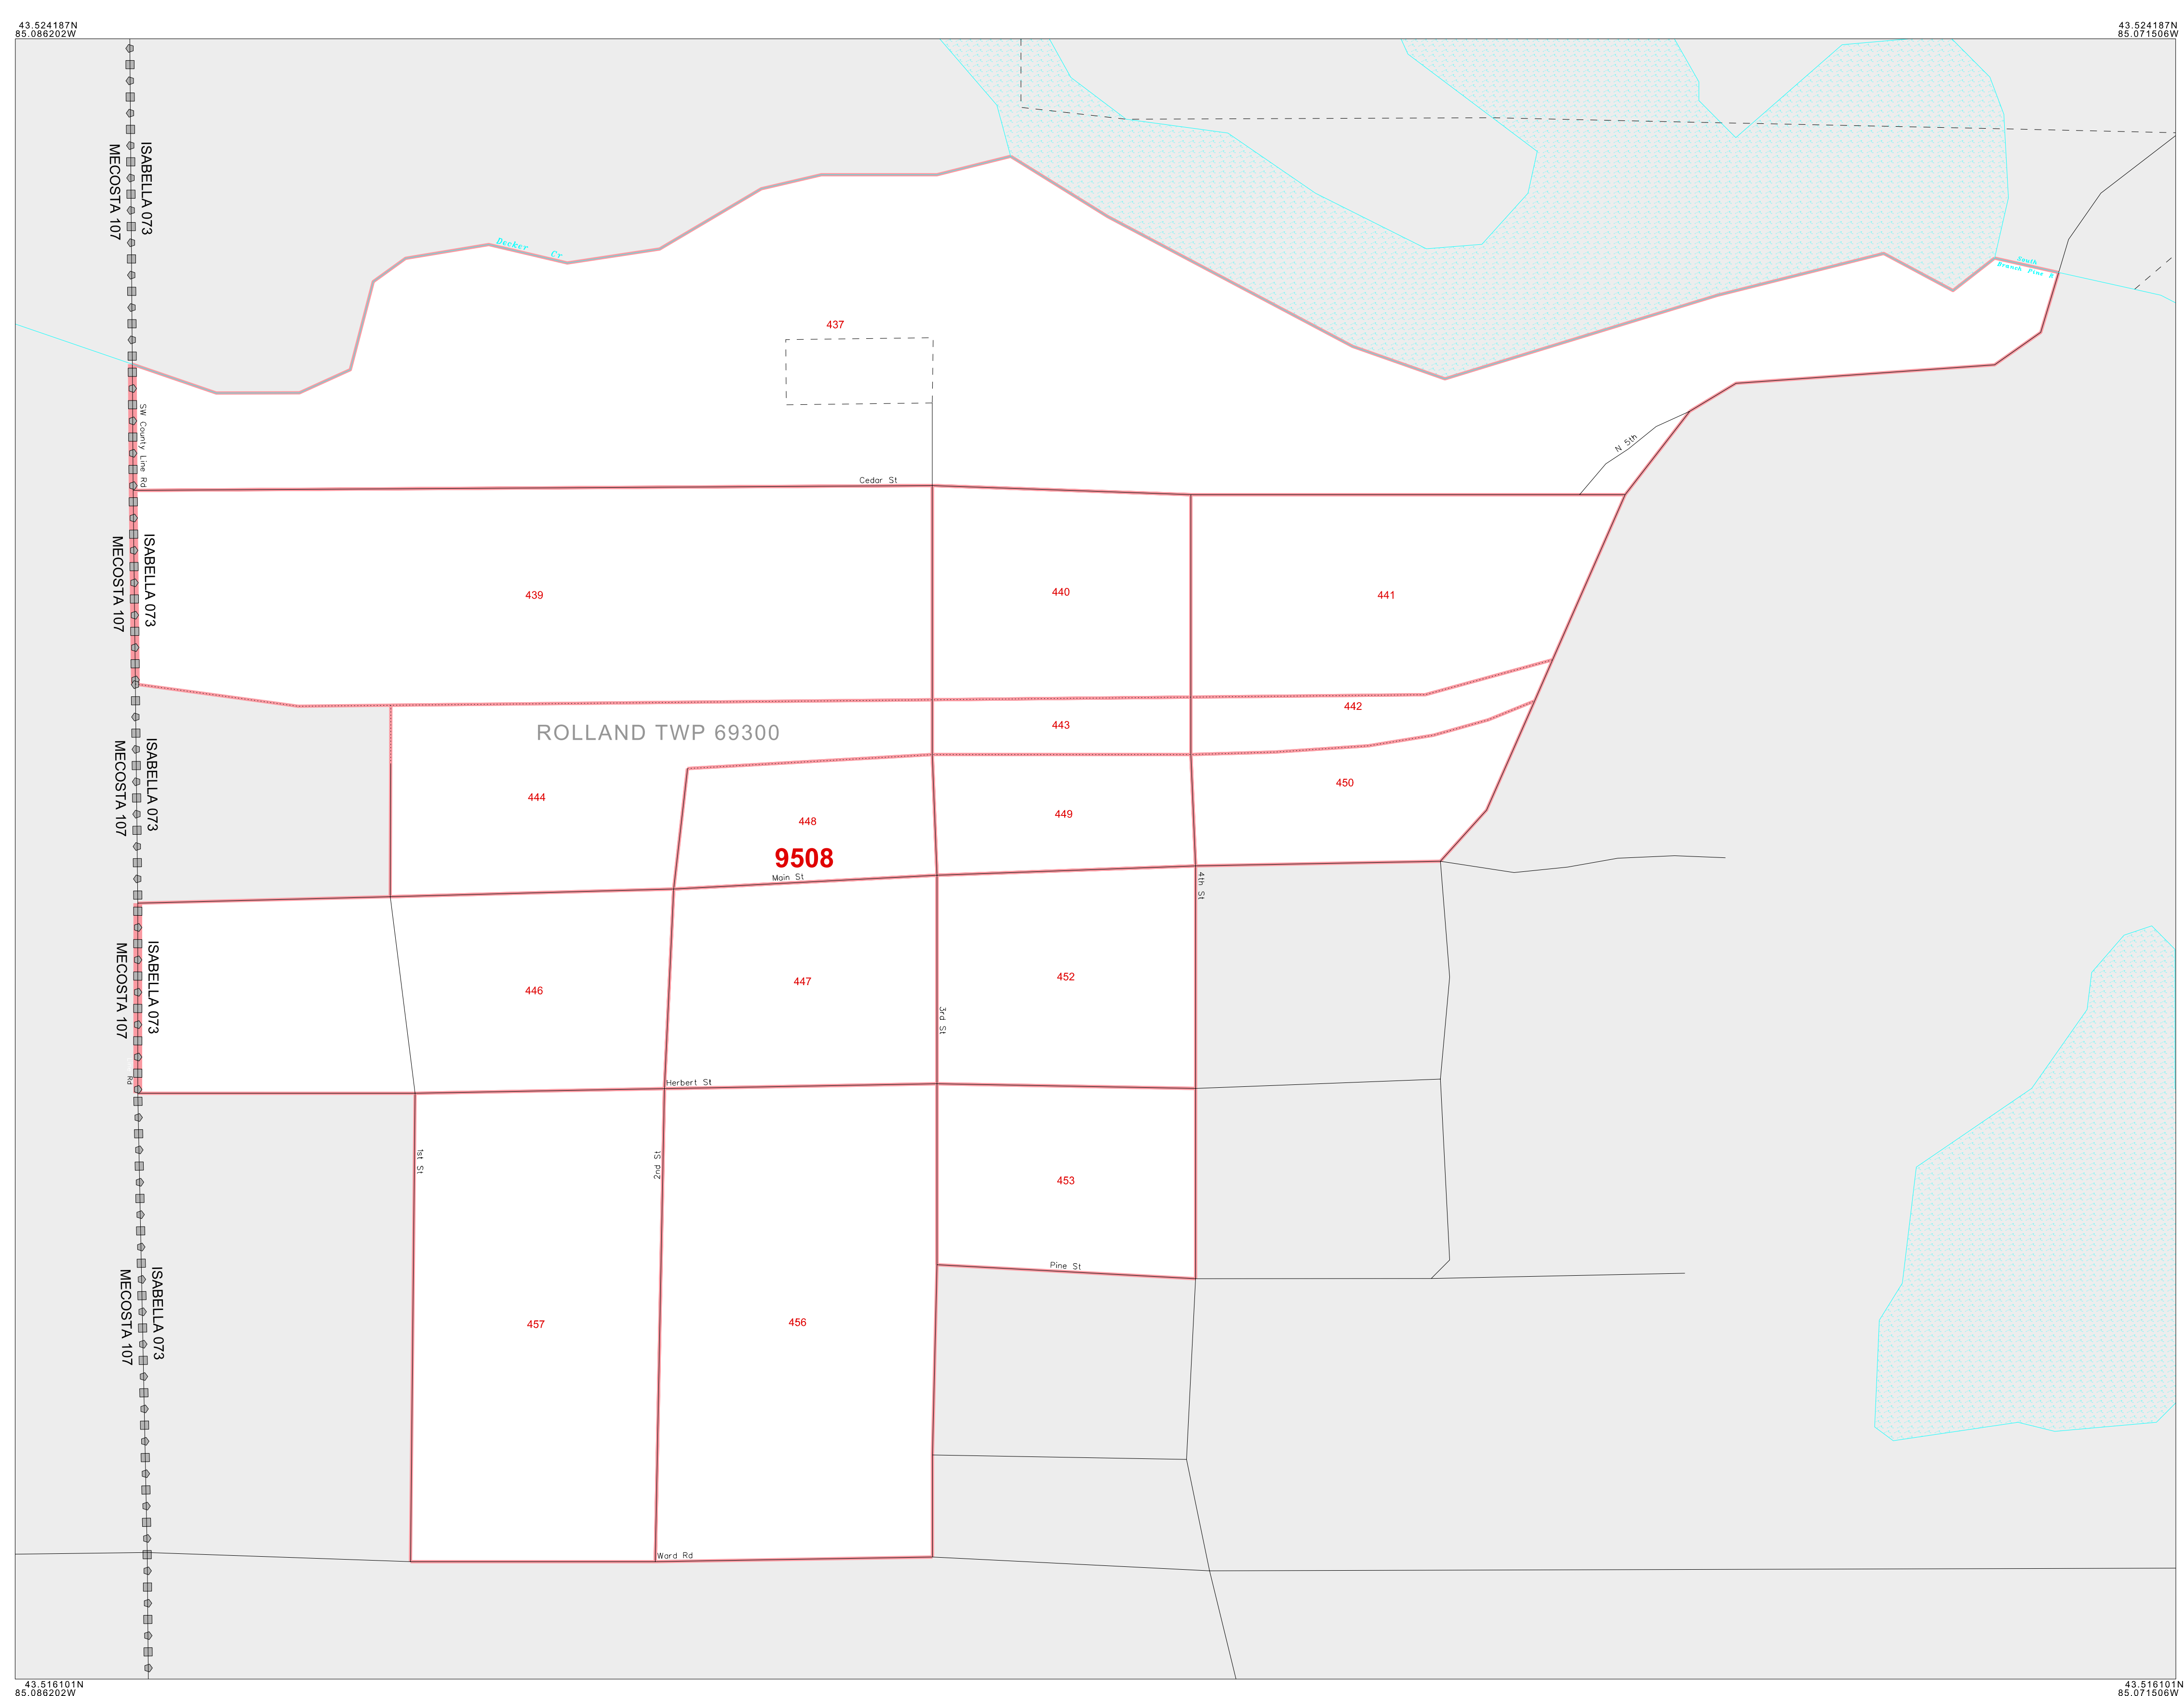 43.524187N
85.086202W
43.524187N
85.071506W
ISABELLA 073
MECOSTA 107
Decker Cr
South
Branch Pine R
437
SW County Line Rd
N 5th
Cedar St
ISABELLA 073
MECOSTA 107
439
440
441
442
443
ROLLAND TWP 69300
ISABELLA 073
MECOSTA 107
444
450
448
449
9508
Main St
4th St
ISABELLA 073
MECOSTA 107
446
447
452
3rd St
Rd
Herbert St
1st St
2nd St
453
Pine St
ISABELLA 073
MECOSTA 107
457
456
Ward Rd
43.516101N
85.086202W
43.516101N
85.071506W